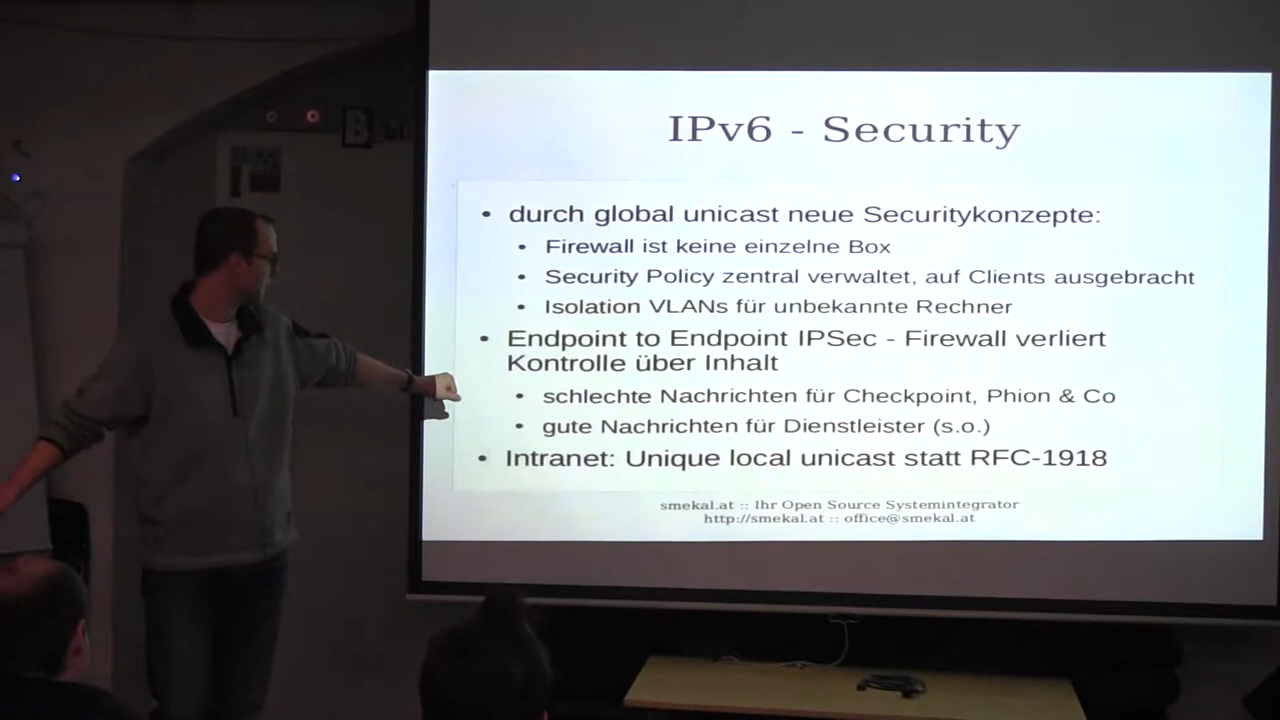 B
IPv6 - Security
• durch global unicast neue Securitykonzepte:
• Firewall ist keine einzelne Box
• Security Policy zentral verwaltet, auf Clients ausgebracht
• Isolation VLANs für unbekannte Rechner
• Endpoint to Endpoint IPSec - Firewall verliert
Kontrolle über Inhalt
• schlechte Nachrichten für Checkpoint, Phion & Co
• gute Nachrichten für Dienstleister (s.o.)
• Intranet: Unique local unicast statt RFC-1918
smekal.at :: Ihr Open Source Systemintegrator
http://smekal.at :: office@smekal.at